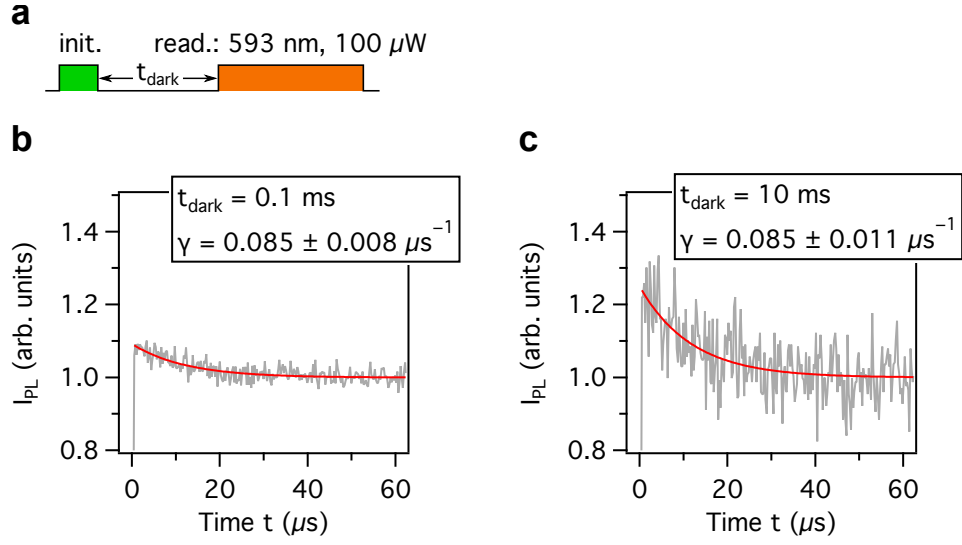 a
init. read.: 593 nm, 100 µW
t_dark
b
t_dark = 0.1 ms
γ = 0.085 ± 0.008 µs⁻¹
1.4
1.2
1.0
0.8
I_PL (arb. units)
0 20 40 60
Time t (µs)
c
t_dark = 10 ms
γ = 0.085 ± 0.011 µs⁻¹
1.4
1.2
1.0
0.8
I_PL (arb. units)
0 20 40 60
Time t (µs)